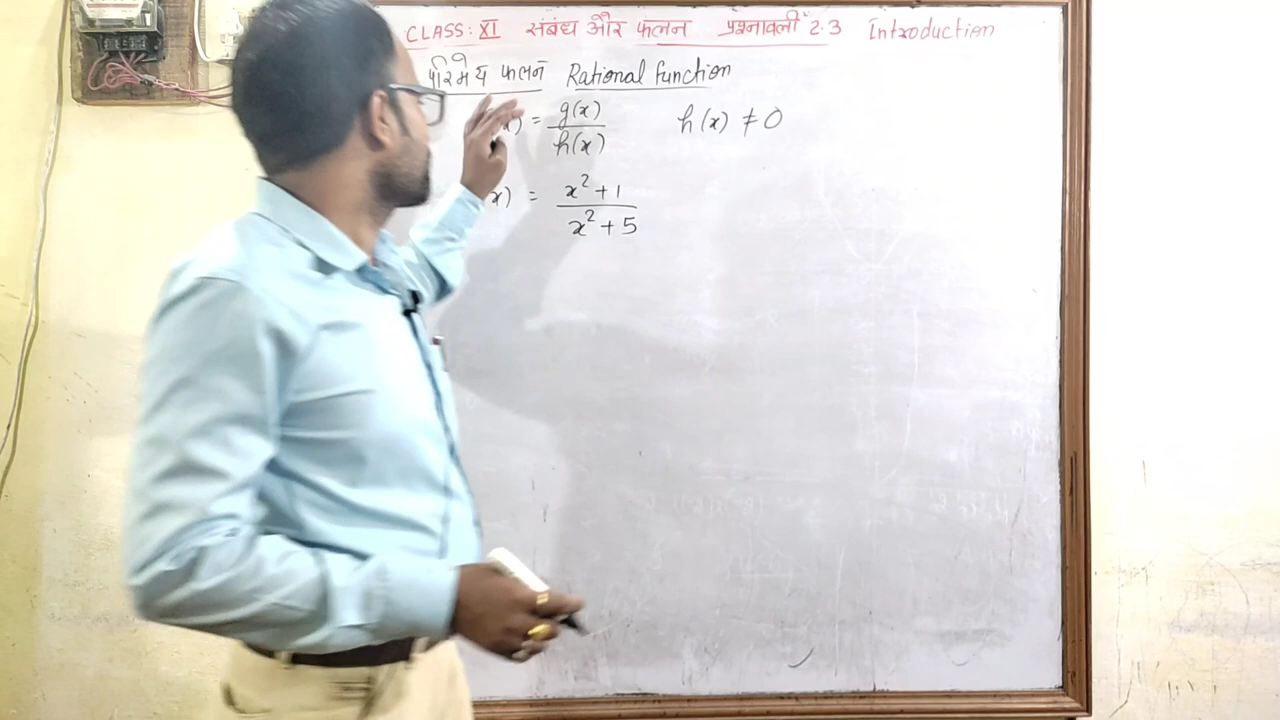 CLASS: XI संबंध और फलन प्रश्नावली 2.3 Introduction
परिमेय फलन Rational function
x) = g(x)/h(x) h(x) ≠ 0
x) = x²+1/x²+5